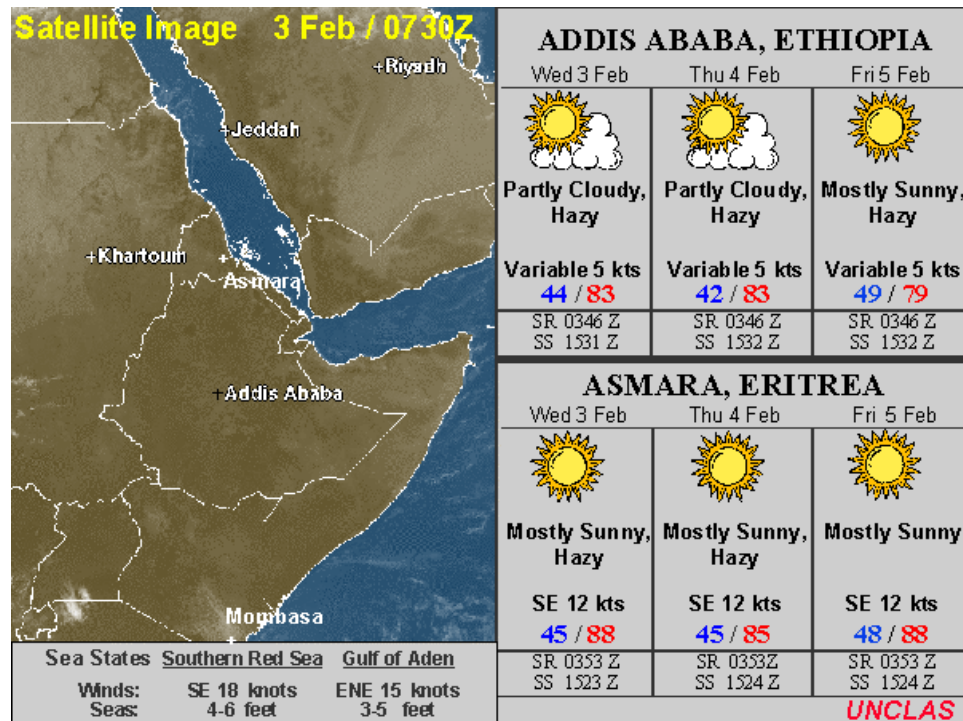 Satellite Image 3 Feb / 0730Z
+Riyadh
+Jeddah
+Khartoum
Asmara
+Addis Ababa
Mombasa
Sea States Southern Red Sea Gulf of Aden
Winds: SE 18 knots ENE 15 knots
Seas: 4-6 feet 3-5 feet
ADDIS ABABA, ETHIOPIA
Wed 3 Feb Thu 4 Feb Fri 5 Feb
Partly Cloudy, Partly Cloudy, Mostly Sunny,
Hazy Hazy Hazy
Variable 5 kts Variable 5 kts Variable 5 kts
44 / 83 42 / 83 49 / 79
SR 0346 Z SR 0346 Z SR 0346 Z
SS 1531 Z SS 1532 Z SS 1532 Z
ASMARA, ERITREA
Wed 3 Feb Thu 4 Feb Fri 5 Feb
Mostly Sunny, Mostly Sunny, Mostly Sunny
Hazy Hazy
SE 12 kts SE 12 kts SE 12 kts
45 / 88 45 / 85 48 / 88
SR 0353 Z SR 0353Z SR 0353 Z
SS 1523 Z SS 1524 Z SS 1524 Z
UNCLAS